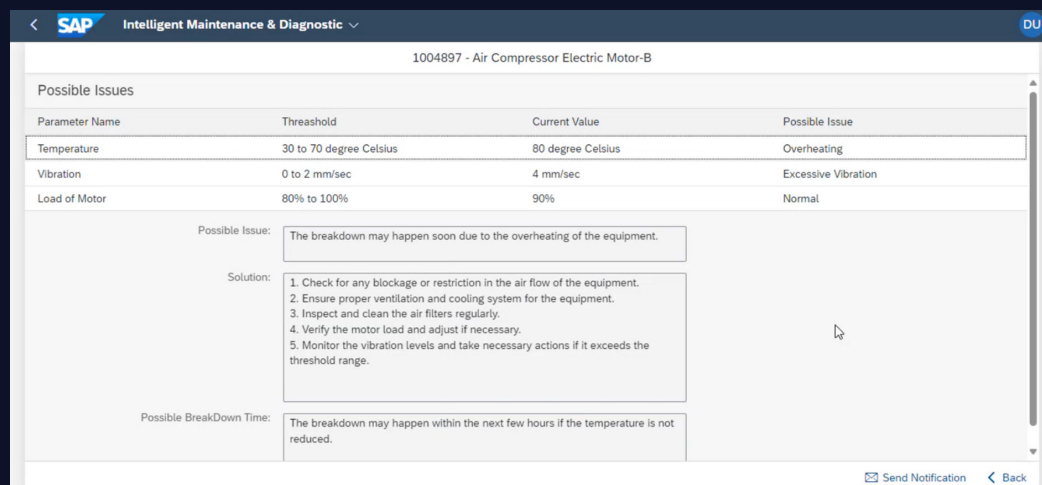 SAP Intelligent Maintenance & Diagnostic DU
1004897 - Air Compressor Electric Motor-B
Possible Issues
Parameter Name Threashold Current Value Possible Issue
Temperature 30 to 70 degree Celsius 80 degree Celsius Overheating
Vibration 0 to 2 mm/sec 4 mm/sec Excessive Vibration
Load of Motor 80% to 100% 90% Normal
Possible Issue: The breakdown may happen soon due to the overheating of the equipment.
Solution: 1. Check for any blockage or restriction in the air flow of the equipment.
2. Ensure proper ventilation and cooling system for the equipment.
3. Inspect and clean the air filters regularly.
4. Verify the motor load and adjust if necessary.
5. Monitor the vibration levels and take necessary actions if it exceeds the
threshold range.
Possible BreakDown Time: The breakdown may happen within the next few hours if the temperature is not
reduced.
Send Notification Back